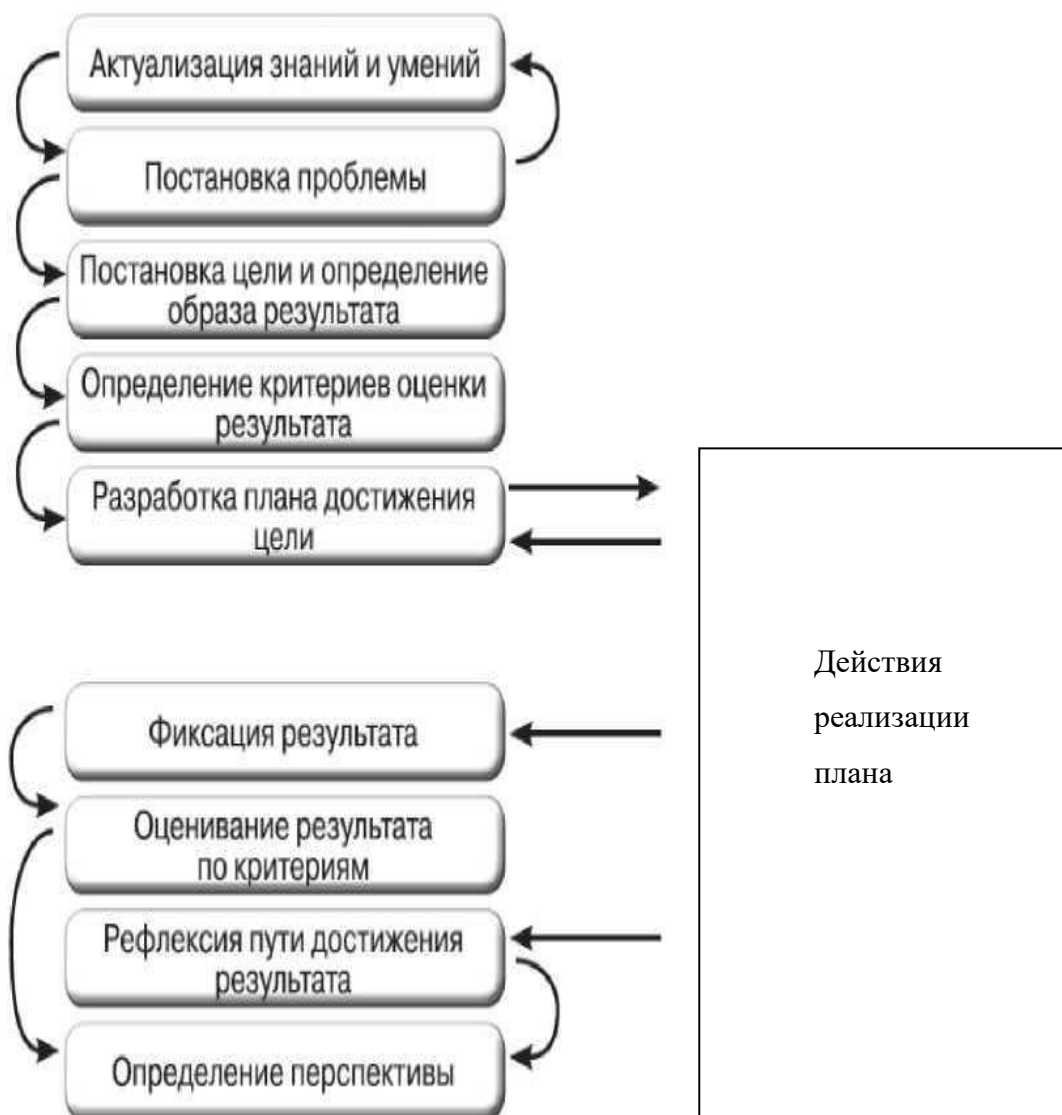 Актуализация знаний и умений
Постановка проблемы
Постановка цели и определение
образа результата
Определение критериев оценки
результата
Разработка плана достижения
цели
Действия
реализации
плана
Фиксация результата
Оценивание результата
по критериям
Рефлексия пути достижения
результата
Определение перспективы